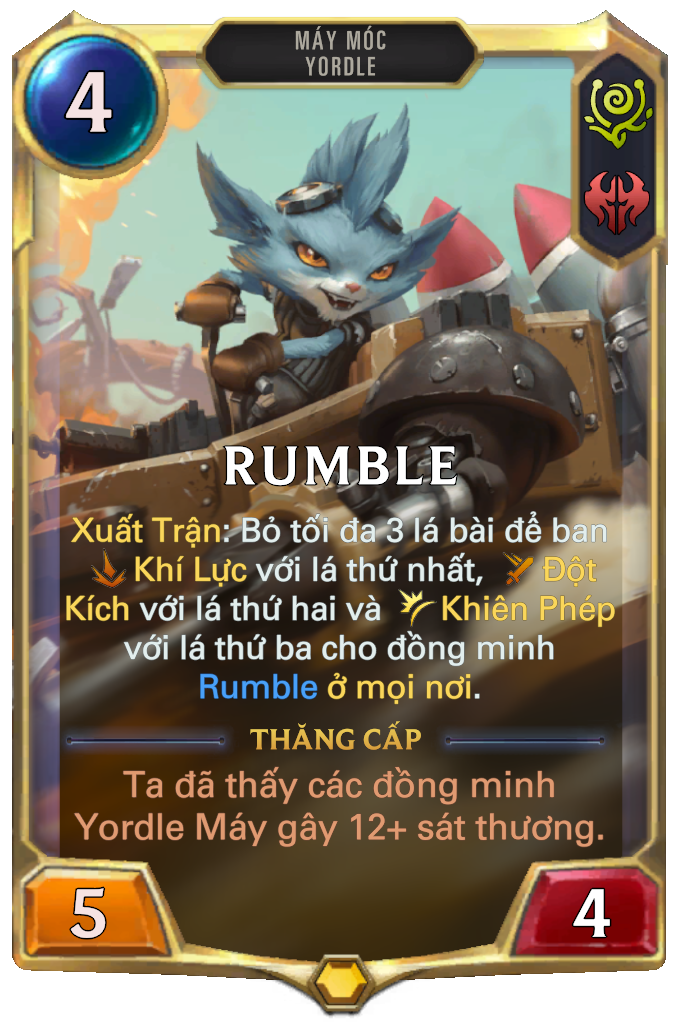 4
MÁY MÓC
YORDLE
RUMBLE
Xuất Trận: Bỏ tối đa 3 lá bài để ban
Khí Lực với lá thứ nhất, Đột
Kích với lá thứ hai và Khiên Phép
với lá thứ ba cho đồng minh
Rumble ở mọi nơi.
THĂNG CẤP
Ta đã thấy các đồng minh
Yordle Máy gây 12+ sát thương.
5
4